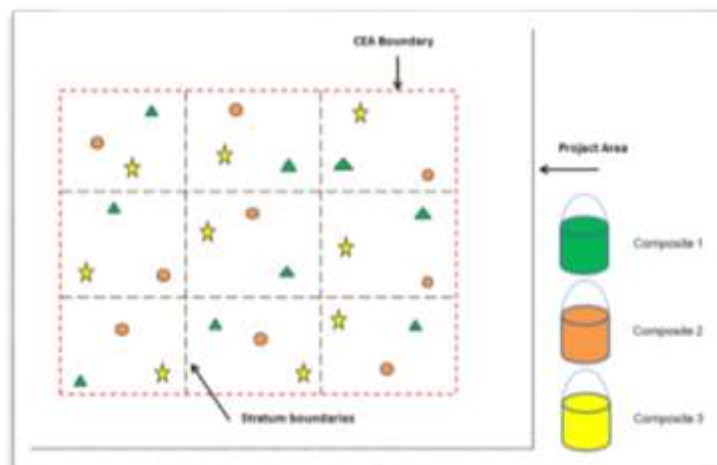 CEA Boundary
Project Area
Composite 1
Composite 2
Composite 3
Stratum boundaries